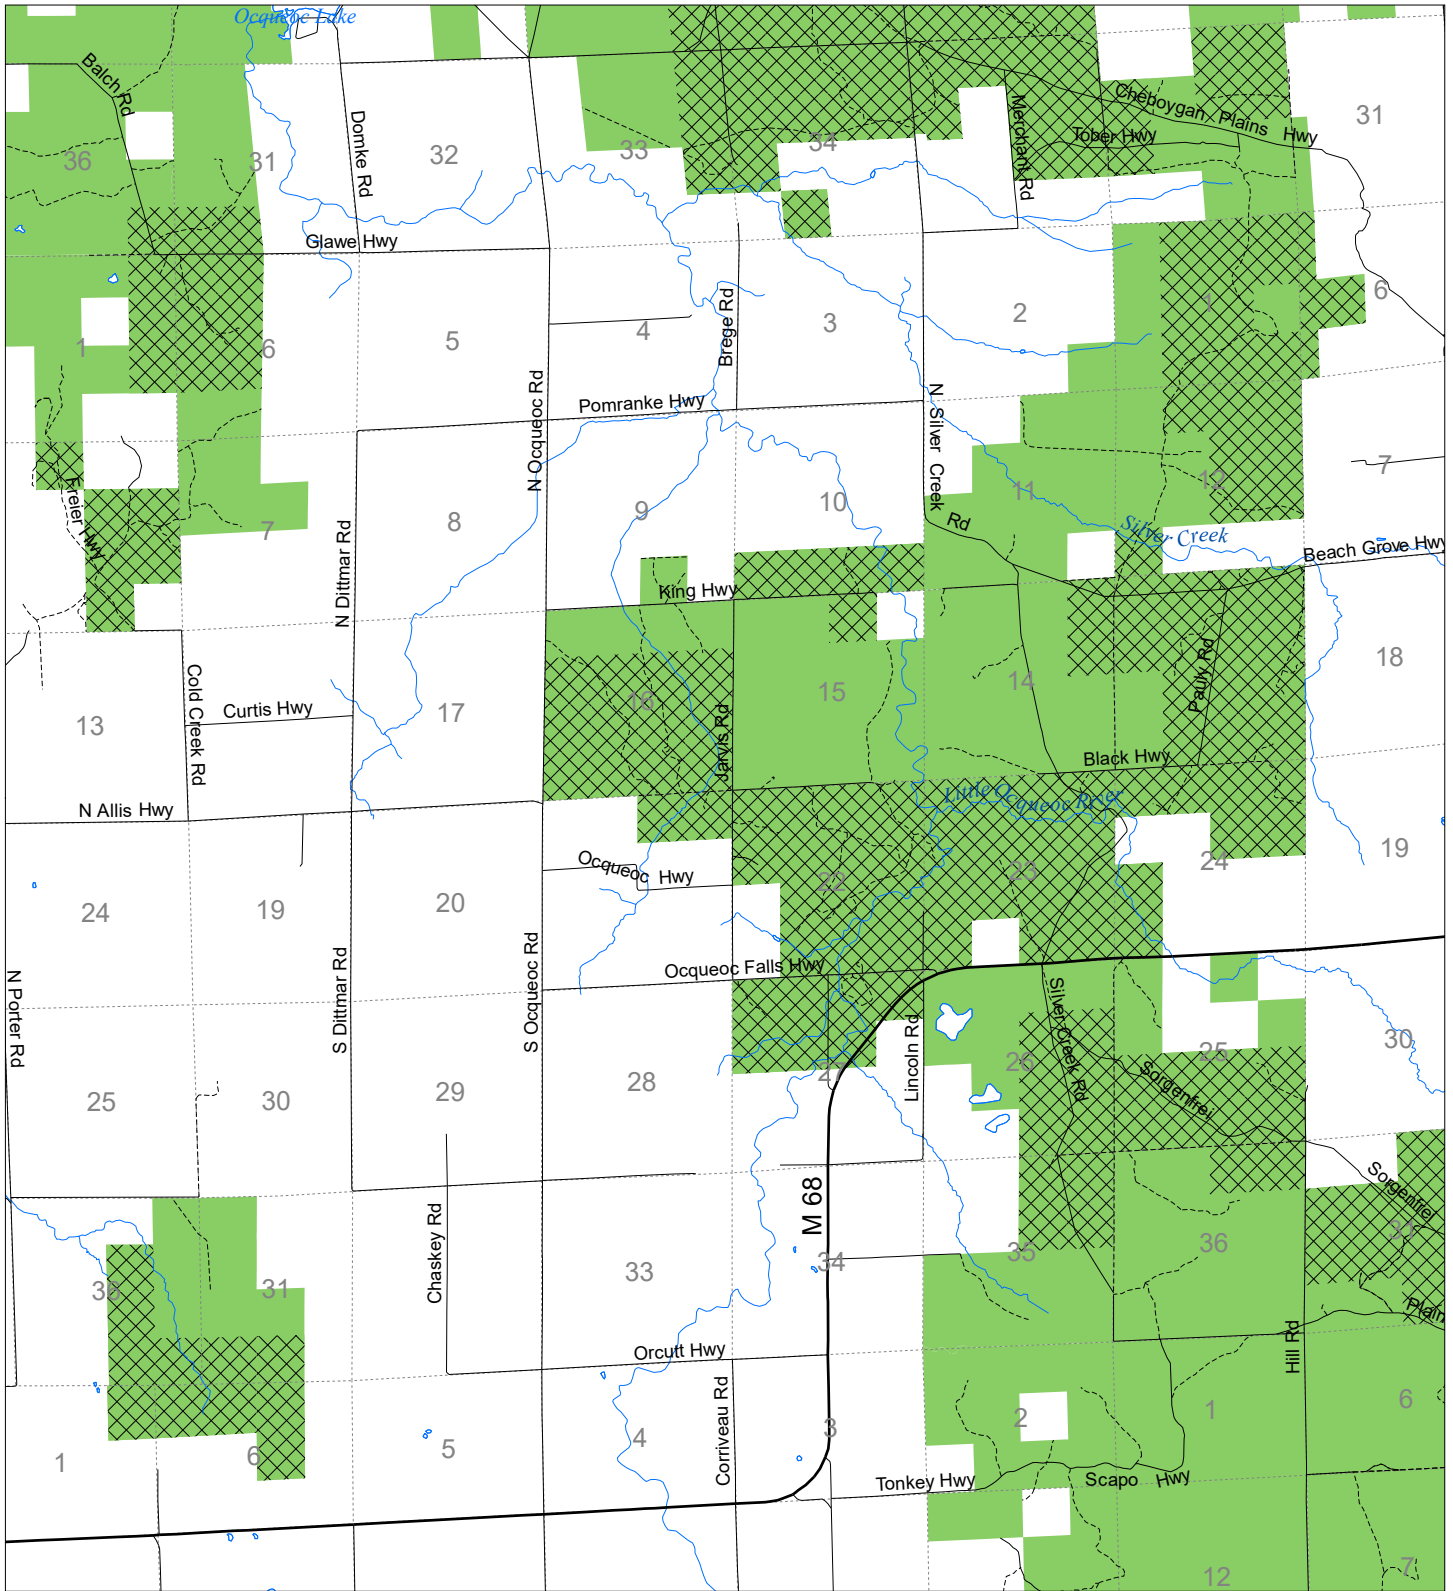 Ocqueoc Lake
Balch Rd
Domke Rd
Merchant Rd
Cheboygan Plains Hwy
Tober Hwy
31
36
31
32
33
34
Glawe Hwy
Brege Rd
1
6
5
4
3
2
1
6
N Ocqueoc Rd
Pomranke Hwy
N Silver Creek Rd
Freier Hwy
7
8
9
10
11
12
7
N Dittmar Rd
Silver Creek
Beach Grove Hwy
King Hwy
Cold Creek Rd
Curtis Hwy
13
17
16
15
14
18
Jarvis Rd
Pauly Rd
Black Hwy
N Allis Hwy
Little Ocqueoc River
Ocqueoc Hwy
24
19
20
22
23
24
19
N Porter Rd
S Dittmar Rd
S Ocqueoc Rd
Ocqueoc Falls Hwy
Lincoln Rd
Silver Creek Rd
Sorgenfrei
25
30
29
28
27
26
25
30
Chaskey Rd
M 68
Sorgenfrei
36
31
33
34
35
36
31
Plain
Orcutt Hwy
Hill Rd
Corriveau Rd
1
6
5
4
3
2
1
6
Tonkey Hwy
Scapo Hwy
12
7